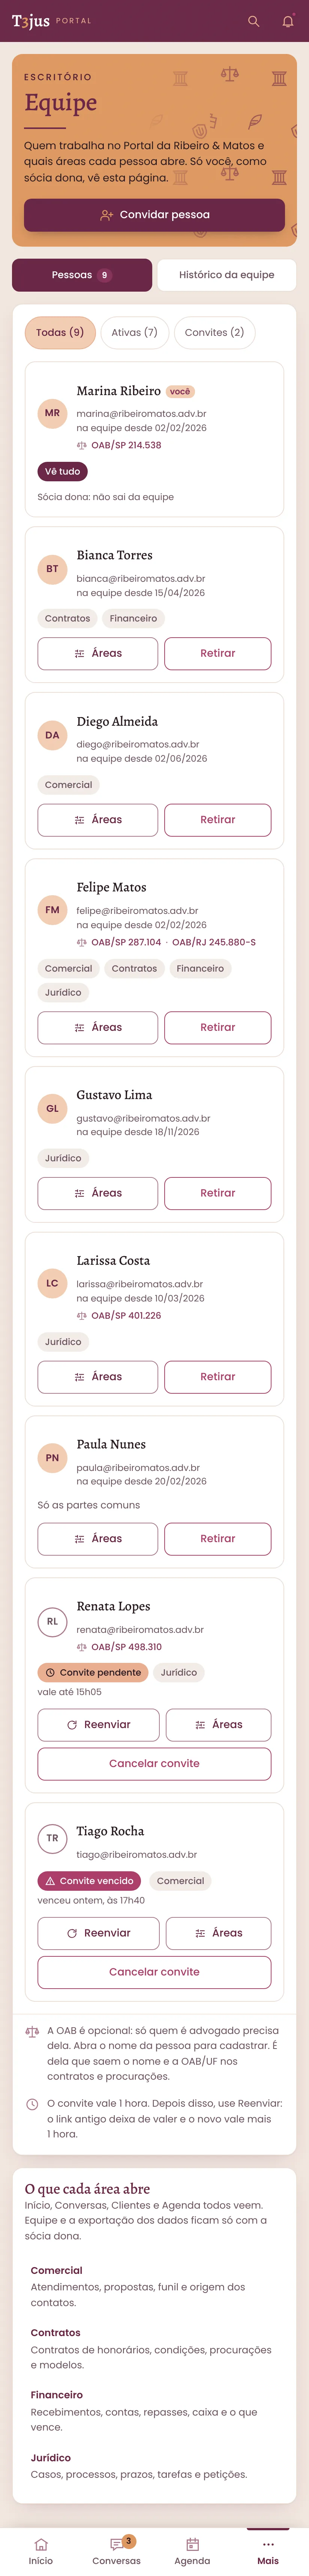 T3jus PORTAL
ESCRITÓRIO
Equipe
Quem trabalha no Portal da Ribeiro & Matos e
quais áreas cada pessoa abre. Só você, como
sócia dona, vê esta página.
Convidar pessoa
Pessoas 9
Histórico da equipe
Todas (9)
Ativas (7)
Convites (2)
MR
Marina Ribeiro você
marina@ribeiromatos.adv.br
na equipe desde 02/02/2026
OAB/SP 214.538
Vê tudo
Sócia dona: não sai da equipe
BT
Bianca Torres
bianca@ribeiromatos.adv.br
na equipe desde 15/04/2026
Contratos Financeiro
Áreas Retirar
DA
Diego Almeida
diego@ribeiromatos.adv.br
na equipe desde 02/06/2026
Comercial
Áreas Retirar
FM
Felipe Matos
felipe@ribeiromatos.adv.br
na equipe desde 02/02/2026
OAB/SP 287.104 · OAB/RJ 245.880-S
Comercial Contratos Financeiro
Jurídico
Áreas Retirar
GL
Gustavo Lima
gustavo@ribeiromatos.adv.br
na equipe desde 18/11/2026
Jurídico
Áreas Retirar
LC
Larissa Costa
larissa@ribeiromatos.adv.br
na equipe desde 10/03/2026
OAB/SP 401.226
Jurídico
Áreas Retirar
PN
Paula Nunes
paula@ribeiromatos.adv.br
na equipe desde 20/02/2026
Só as partes comuns
Áreas Retirar
RL
Renata Lopes
renata@ribeiromatos.adv.br
OAB/SP 498.310
Convite pendente Jurídico
vale até 15h05
Reenviar Áreas
Cancelar convite
TR
Tiago Rocha
tiago@ribeiromatos.adv.br
Convite vencido Comercial
venceu ontem, às 17h40
Reenviar Áreas
Cancelar convite
A OAB é opcional: só quem é advogado precisa
dela. Abra o nome da pessoa para cadastrar. É
dela que saem o nome e a OAB/UF nos
contratos e procurações.
O convite vale 1 hora. Depois disso, use Reenviar:
o link antigo deixa de valer e o novo vale mais
1 hora.
O que cada área abre
Início, Conversas, Clientes e Agenda todos veem.
Equipe e a exportação dos dados ficam só com a
sócia dona.
Comercial
Atendimentos, propostas, funil e origem dos
contatos.
Contratos
Contratos de honorários, condições, procurações
e modelos.
Financeiro
Recebimentos, contas, repasses, caixa e o que
vence.
Jurídico
Casos, processos, prazos, tarefas e petições.
3
Início Conversas Agenda Mais